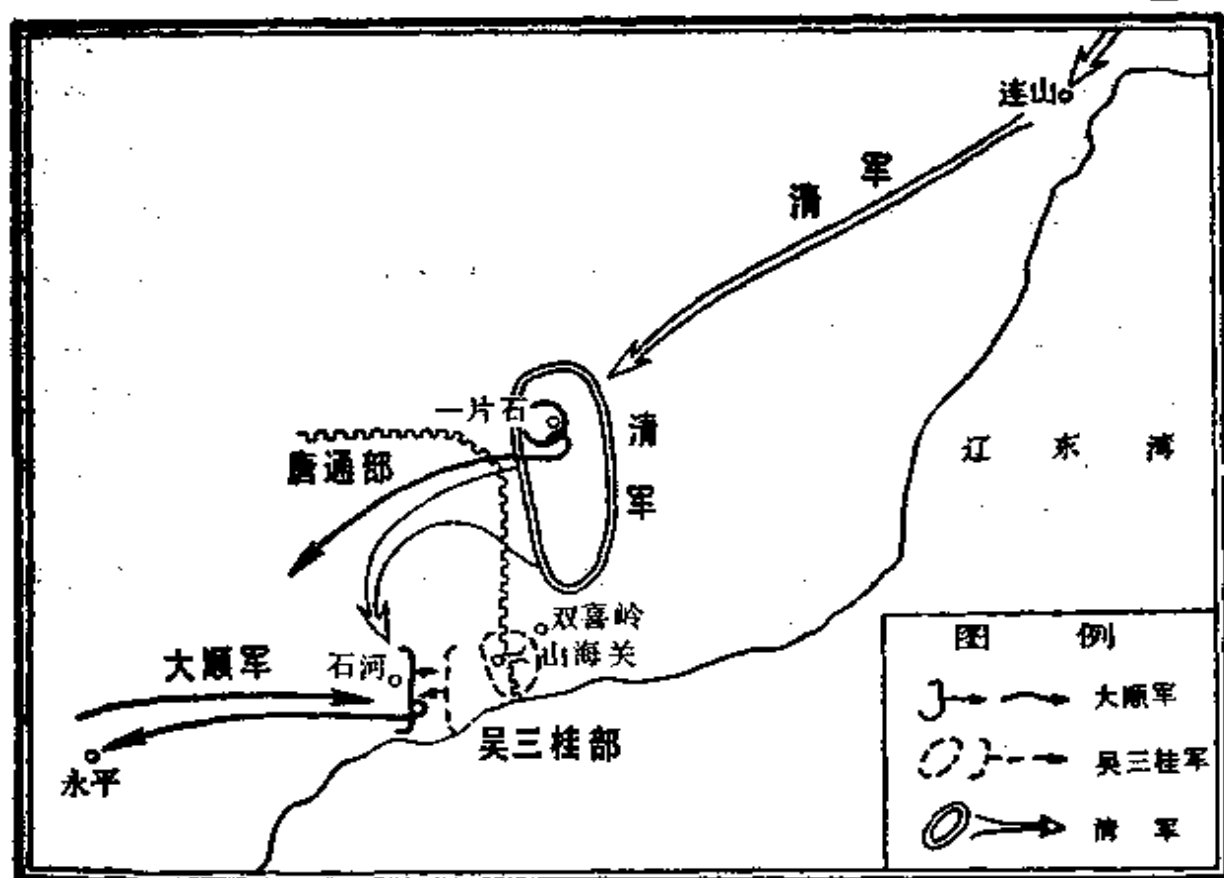 连山
清军
一片石
清军
唐通部
辽东湾
双喜岭
山海关
石河
大顺军
吴三桂部
永平
图例
大顺军
吴三桂军
清军